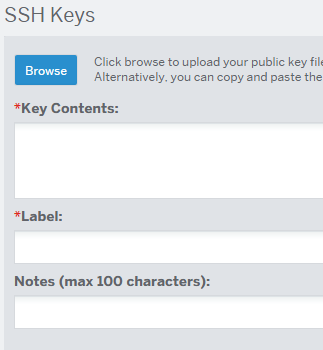 SSH Keys
Browse
Click browse to upload your public key file
Alternatively, you can copy and paste the
*Key Contents:
*Label:
Notes (max 100 characters):